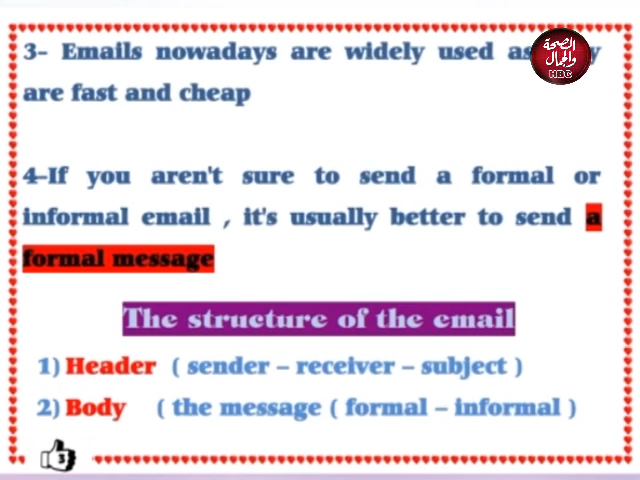 3- Emails nowadays are widely used as y
are fast and cheap
الصحة
والجمال
HBC
4-If you aren't sure to send a formal or
informal email , it's usually better to send a
formal message
The structure of the email
1) Header ( sender – receiver – subject )
2) Body ( the message ( formal – informal )
3